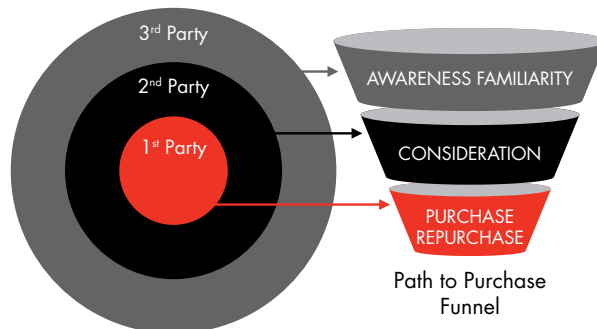 3rd Party
2nd Party
1st Party
AWARENESS FAMILIARITY
CONSIDERATION
PURCHASE
REPURCHASE
Path to Purchase
Funnel